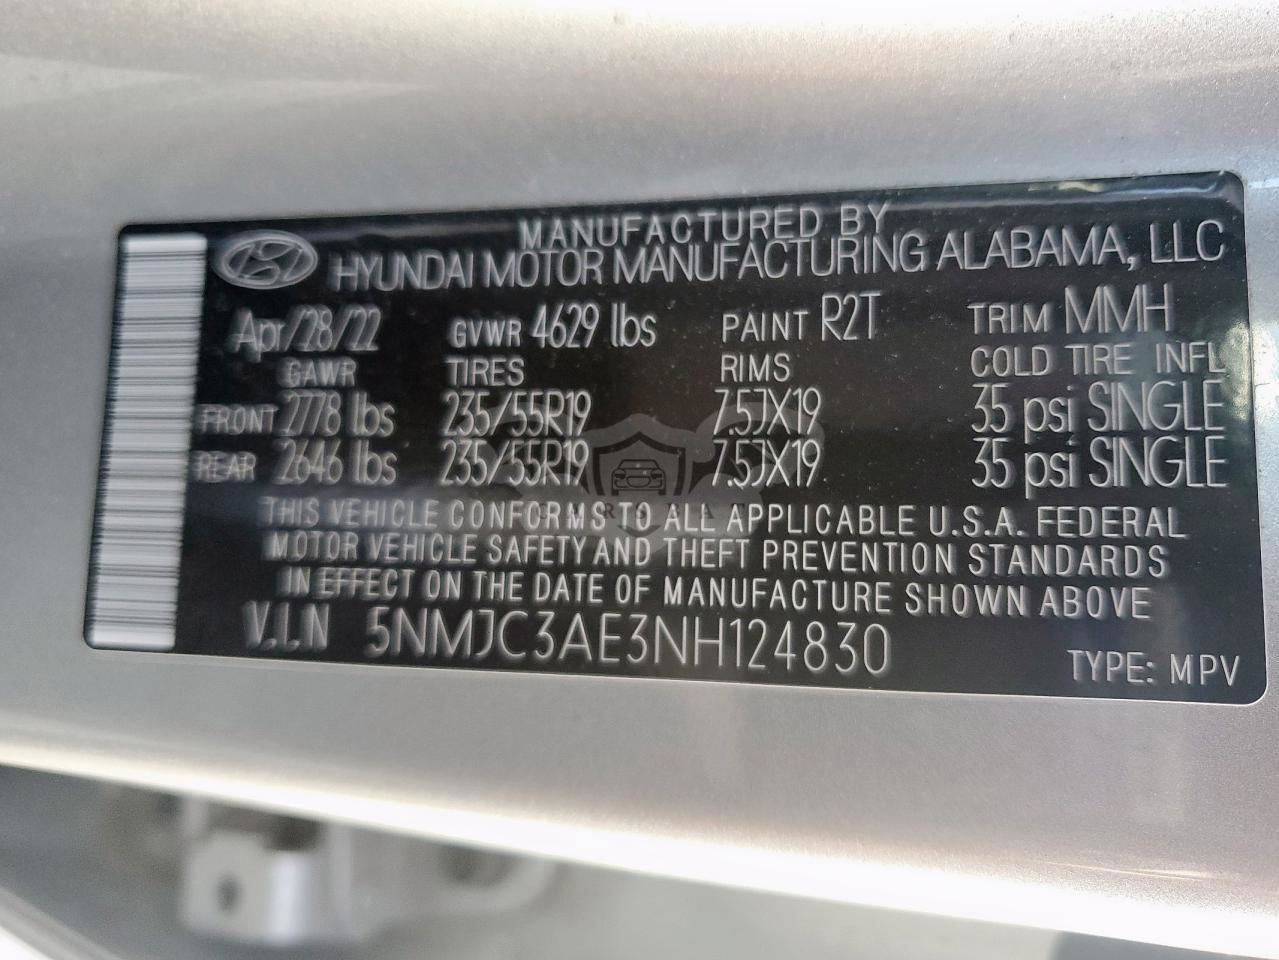 MANUFACTURED BY
HYUNDAI MOTOR MANUFACTURING ALABAMA, LLC
Apr/28/22 GVWR 4629 lbs PAINT R2T TRIM MMH
GAWR TIRES RIMS COLD TIRE INFL
FRONT 2778 lbs 235/55R19 7.5JX19 35 psi SINGLE
REAR 2646 lbs 235/55R19 7.5JX19 35 psi SINGLE
THIS VEHICLE CONFORMS TO ALL APPLICABLE U.S.A. FEDERAL
MOTOR VEHICLE SAFETY AND THEFT PREVENTION STANDARDS
IN EFFECT ON THE DATE OF MANUFACTURE SHOWN ABOVE
V.I.N 5NMJC3AE3NH124830
TYPE: MPV